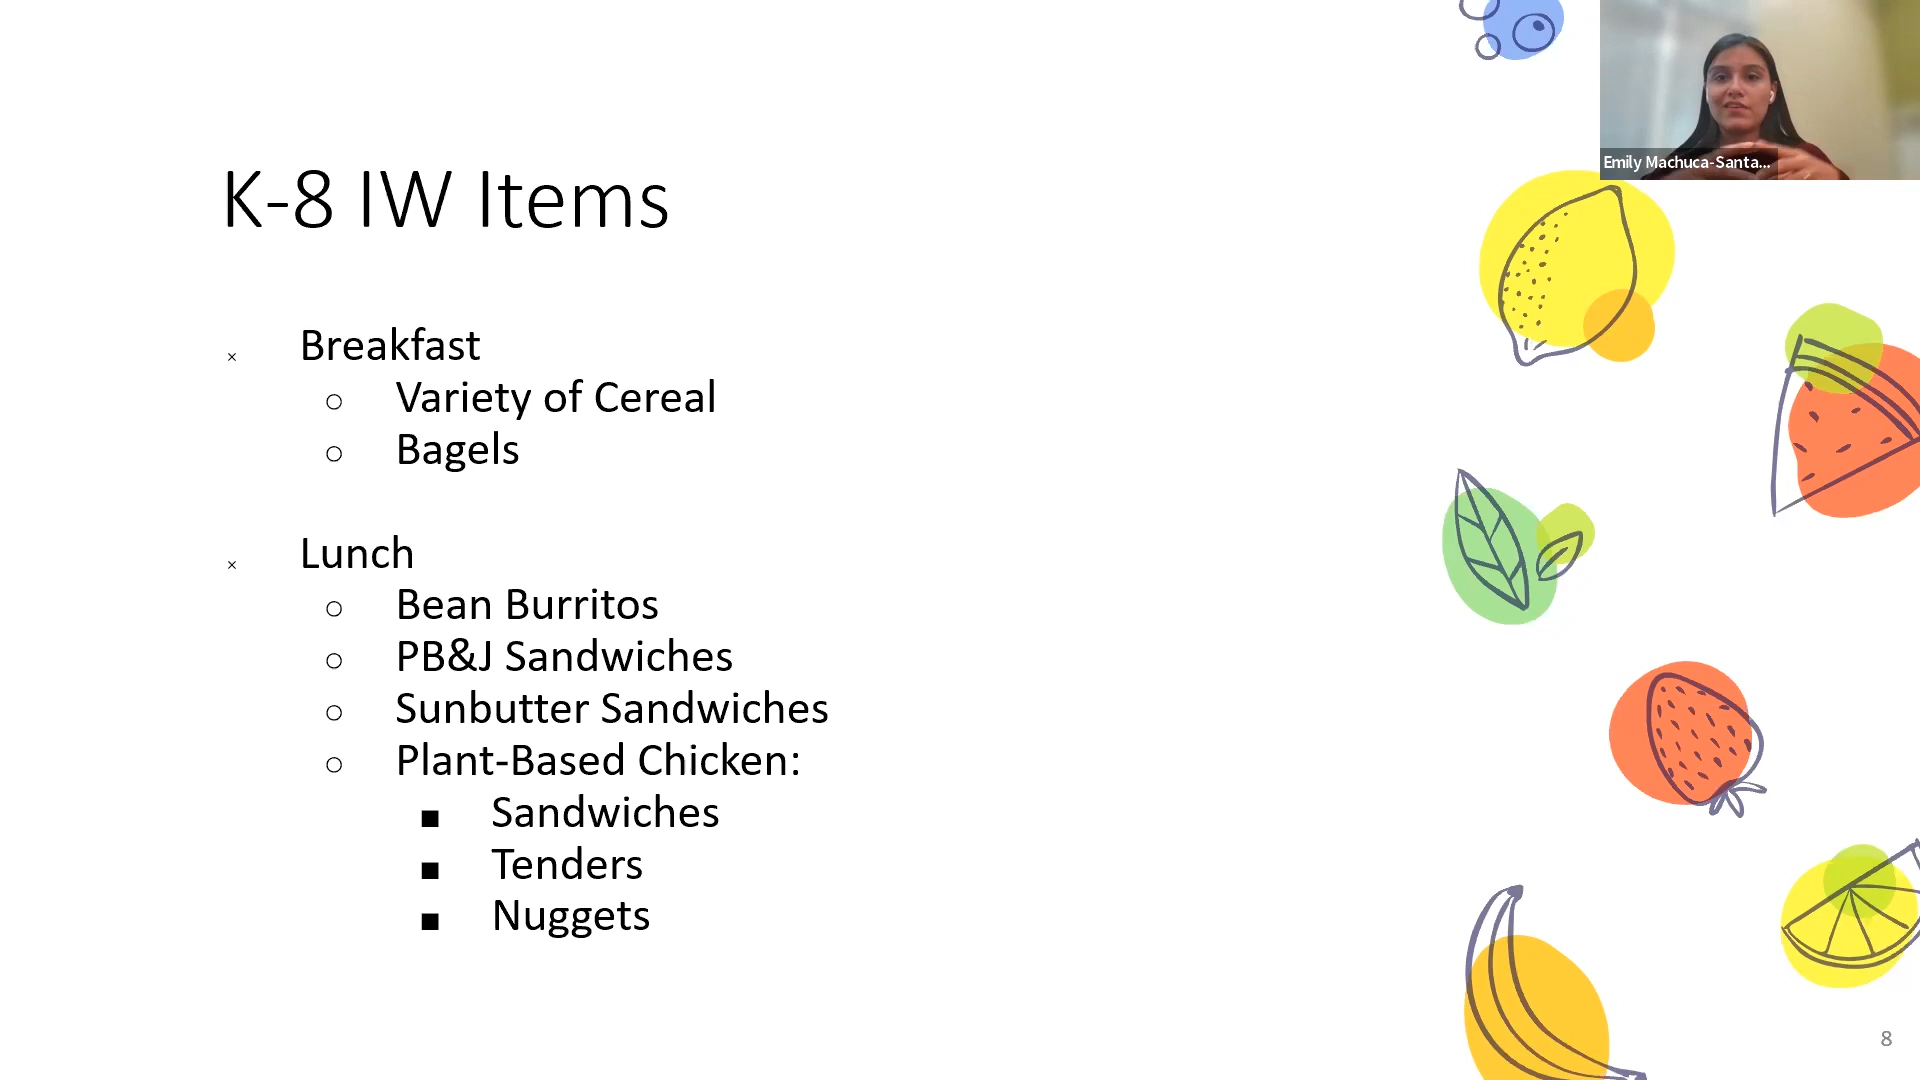 Emily Machuca-Santa...
K-8 IW Items
Breakfast
Variety of Cereal
Bagels
Lunch
Bean Burritos
PB&J Sandwiches
Sunbutter Sandwiches
Plant-Based Chicken:
Sandwiches
Tenders
Nuggets
8